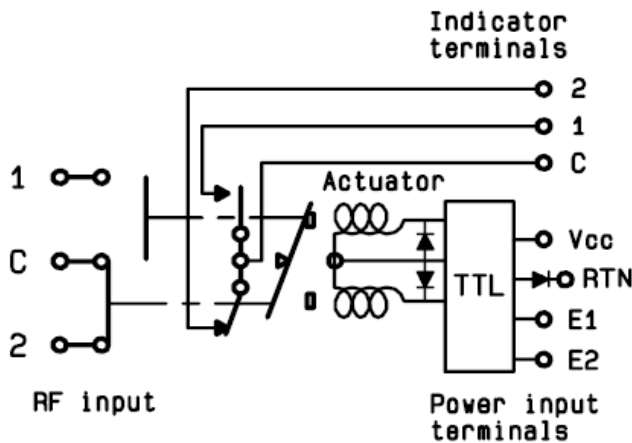 Indicator
terminals
2
1
C
1
Actuator
C
Vcc
TTL
RTN
E1
2
E2
RF input
Power input
terminals